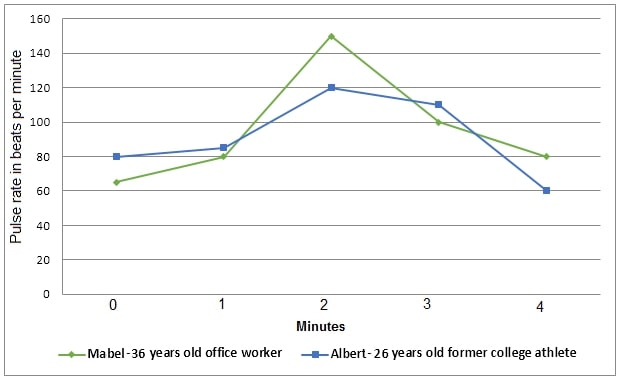 160
140
120
100
80
60
40
20
0
Pulse rate in beats per minute
0 1 2 3 4
Minutes
Mabel-36 years old office worker Albert- 26 years old former college athlete